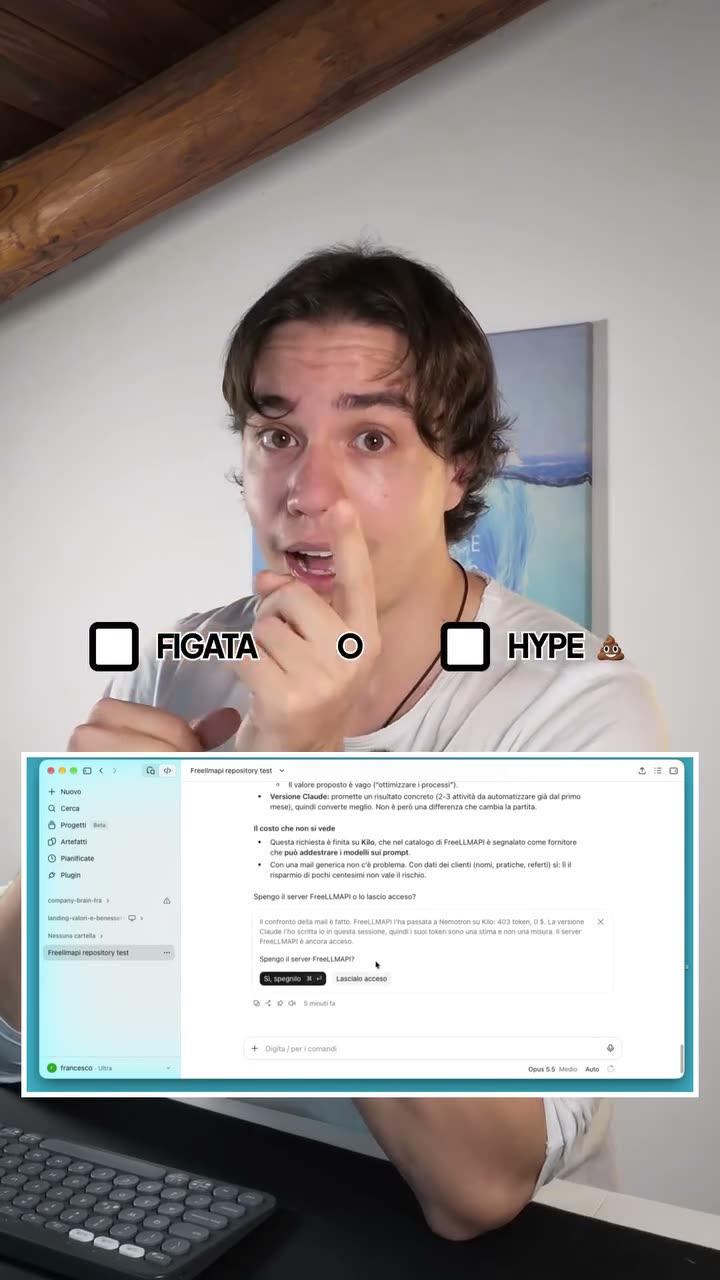 E
FIGATA O HYPE 💩
Freellmapi repository test
Nuovo
Cerca
Progetti Beta
Artefatti
Pianificate
Plugin
company-brain-fra
landing-valori-e-benesse
Nessuna cartella
Freellmapi repository test
francesco · Ultra
Il valore proposto è vago ("ottimizzare i processi").
Versione Claude: promette un risultato concreto (2-3 attività da automatizzare già dal primo
mese), quindi converte meglio. Non è però una differenza che cambia la partita.
Il costo che non si vede
Questa richiesta è finita su Kilo, che nel catalogo di FreeLLMAPI è segnalato come fornitore
che può addestrare i modelli sui prompt.
Con una mail generica non c'è problema. Con dati dei clienti (nomi, pratiche, referti) sì: lì il
risparmio di pochi centesimi non vale il rischio.
Spengo il server FreeLLMAPI o lo lascio acceso?
Il confronto della mail è fatto. FreeLLMAPI l'ha passata a Nemotron su Kilo: 403 token, 0 $. La versione
Claude l'ho scritta io in questa sessione, quindi i suoi token sono una stima e non una misura. Il server
FreeLLMAPI è ancora acceso.
Spengo il server FreeLLMAPI?
Sì, spegnilo ⌘ ⏎ Lascialo acceso
5 minuti fa
Digita / per i comandi
Opus 5.5 Medio Auto